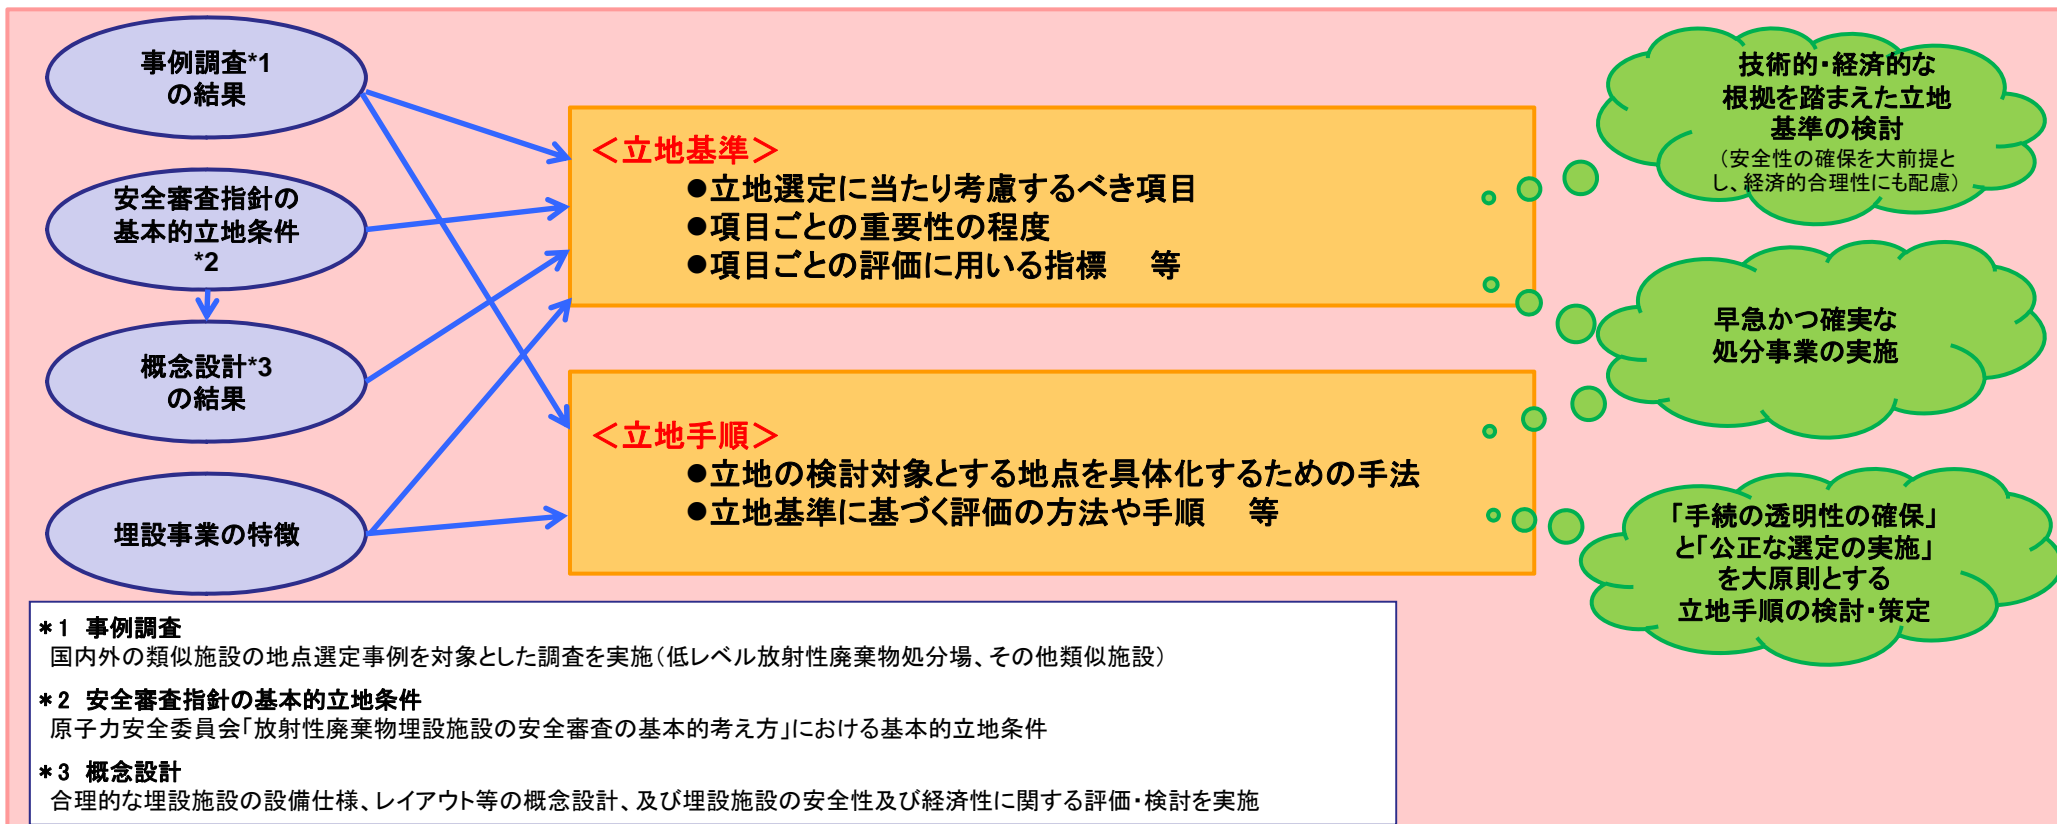 事例調査*1
の結果
安全審査指針の
基本的立地条件
*2
概念設計*3
の結果
埋設事業の特徴
＜立地基準＞
●立地選定に当たり考慮するべき項目
●項目ごとの重要性の程度
●項目ごとの評価に用いる指標　等
＜立地手順＞
●立地の検討対象とする地点を具体化するための手法
●立地基準に基づく評価の方法や手順　等
技術的・経済的な
根拠を踏まえた立地
基準の検討
（安全性の確保を大前提と
し、経済的合理性にも配慮）
早急かつ確実な
処分事業の実施
「手続の透明性の確保」
と「公正な選定の実施」
を大原則とする
立地手順の検討・策定
＊1 事例調査
国内外の類似施設の地点選定事例を対象とした調査を実施（低レベル放射性廃棄物処分場、その他類似施設）
＊2 安全審査指針の基本的立地条件
原子力安全委員会「放射性廃棄物埋設施設の安全審査の基本的考え方」における基本的立地条件
＊3 概念設計
合理的な埋設施設の設備仕様、レイアウト等の概念設計、及び埋設施設の安全性及び経済性に関する評価・検討を実施